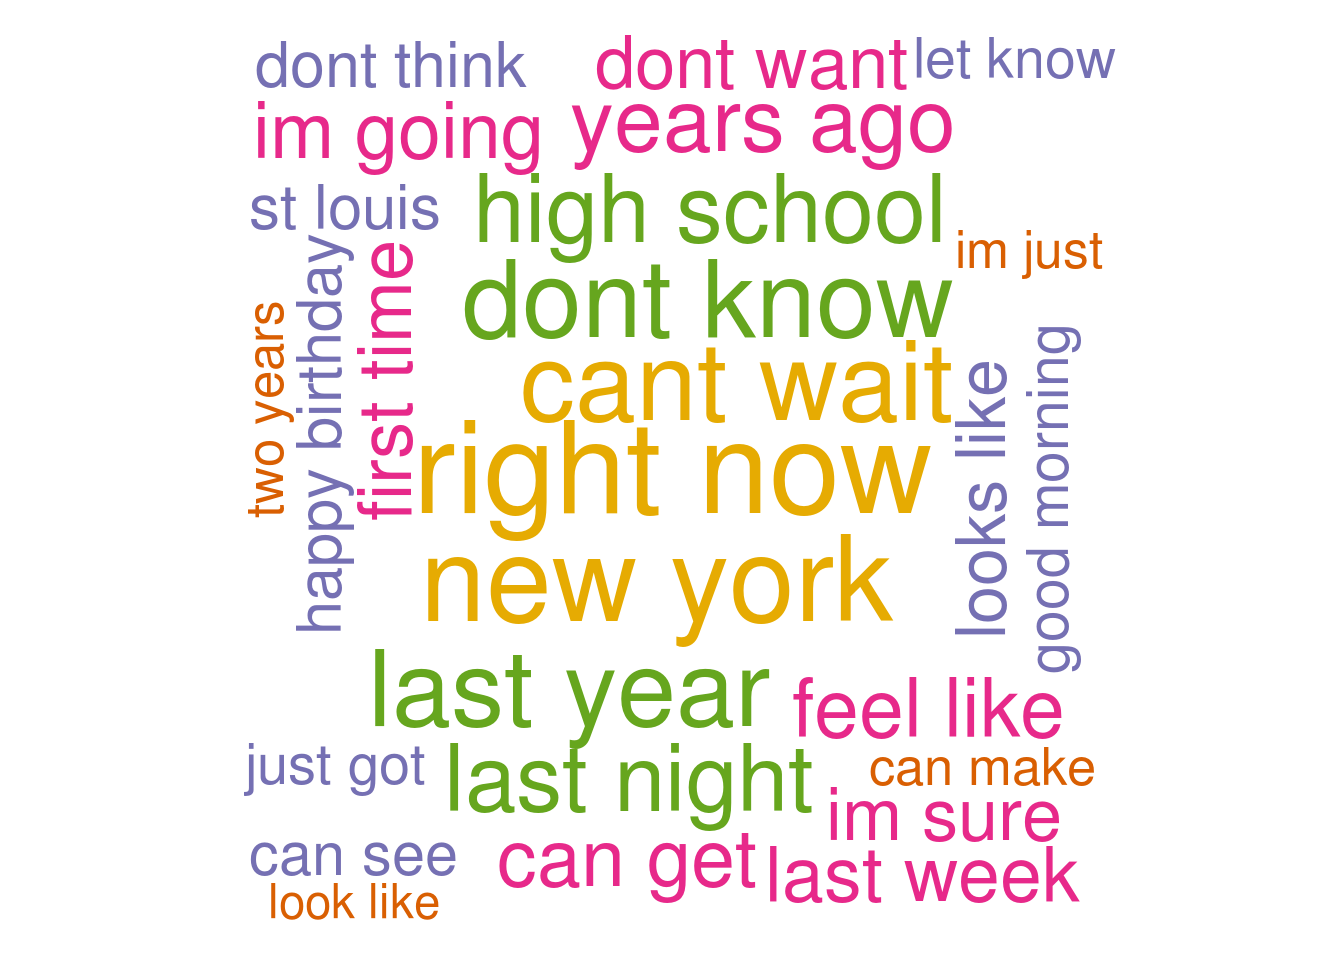 dont think
dont want
let know
im going
years ago
st louis
high school
im just
dont know
two years
happy birthday
first time
cant wait
right now
looks like
good morning
new york
last year
feel like
just got
last night
can make
im sure
can see
can get
last week
look like